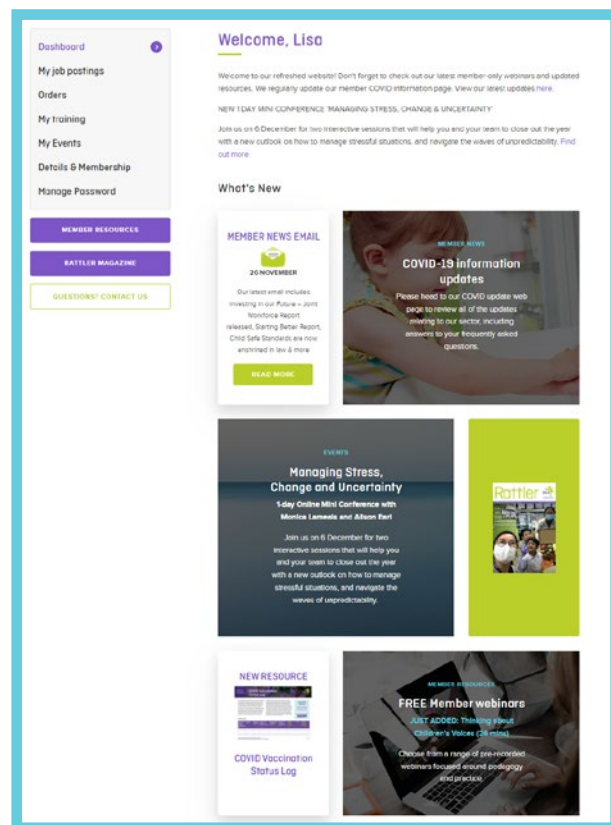 Dashboard
My job postings
Orders
My training
My Events
Details & Membership
Manage Password
MEMBER RESOURCES
RATTLER MAGAZINE
QUESTIONS? CONTACT US
Welcome, Lisa
Welcome to our refreshed website! Don't forget to check out our latest member-only webinars and updated
resources. We regularly update our member COVID information page. View our latest updates here.
NEW 1 DAY MINI CONFERENCE 'MANAGING STRESS, CHANGE & UNCERTAINTY'
Join us on 6 December for two interactive sessions that will help you and your team to close out the year
with a new outlook on how to manage stressful situations, and navigate the waves of unpredictability. Find
out more
What's New
MEMBER NEWS EMAIL
26 NOVEMBER
Our latest email includes:
Investing in our Future – Joint
Workforce Report
released, Starting Better Report,
Child Safe Standards are now
enshrined in law & more
READ MORE
MEMBER NEWS
COVID-19 information
updates
Please head to our COVID update web
page to review all of the updates
relating to our sector, including
answers to your frequently asked
questions.
EVENTS
Managing Stress,
Change and Uncertainty
1-day Online Mini Conference with
Monica Lamesis and Alison Earl
Join us on 6 December for two
interactive sessions that will help you
and your team to close out the year
with a new outlook on how to manage
stressful situations, and navigate the
waves of unpredictability.
Rattler
NEW RESOURCE
COVID Vaccination
Status Log
MEMBER RESOURCES
FREE Member webinars
JUST ADDED: Thinking about
Children's Voices (26 mins)
Choose from a range of pre-recorded
webinars focused around pedagogy
and practice.